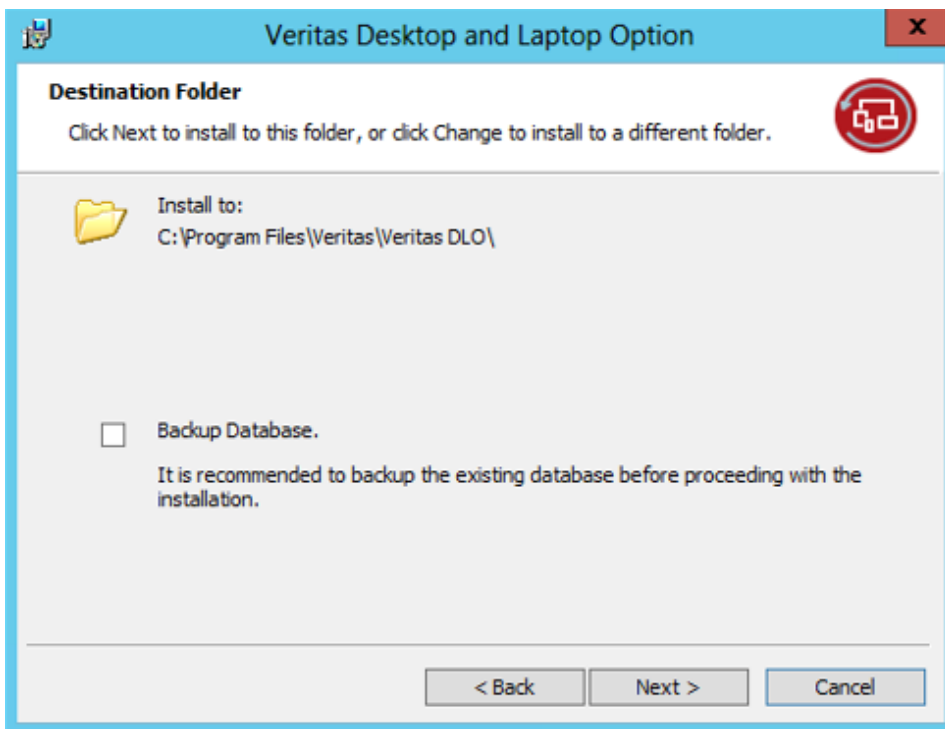 Veritas Desktop and Laptop Option
x
Destination Folder
Click Next to install to this folder, or click Change to install to a different folder.
Install to:
C:\Program Files\Veritas\Veritas DLO\
Backup Database.
It is recommended to backup the existing database before proceeding with the
installation.
< Back
Next >
Cancel